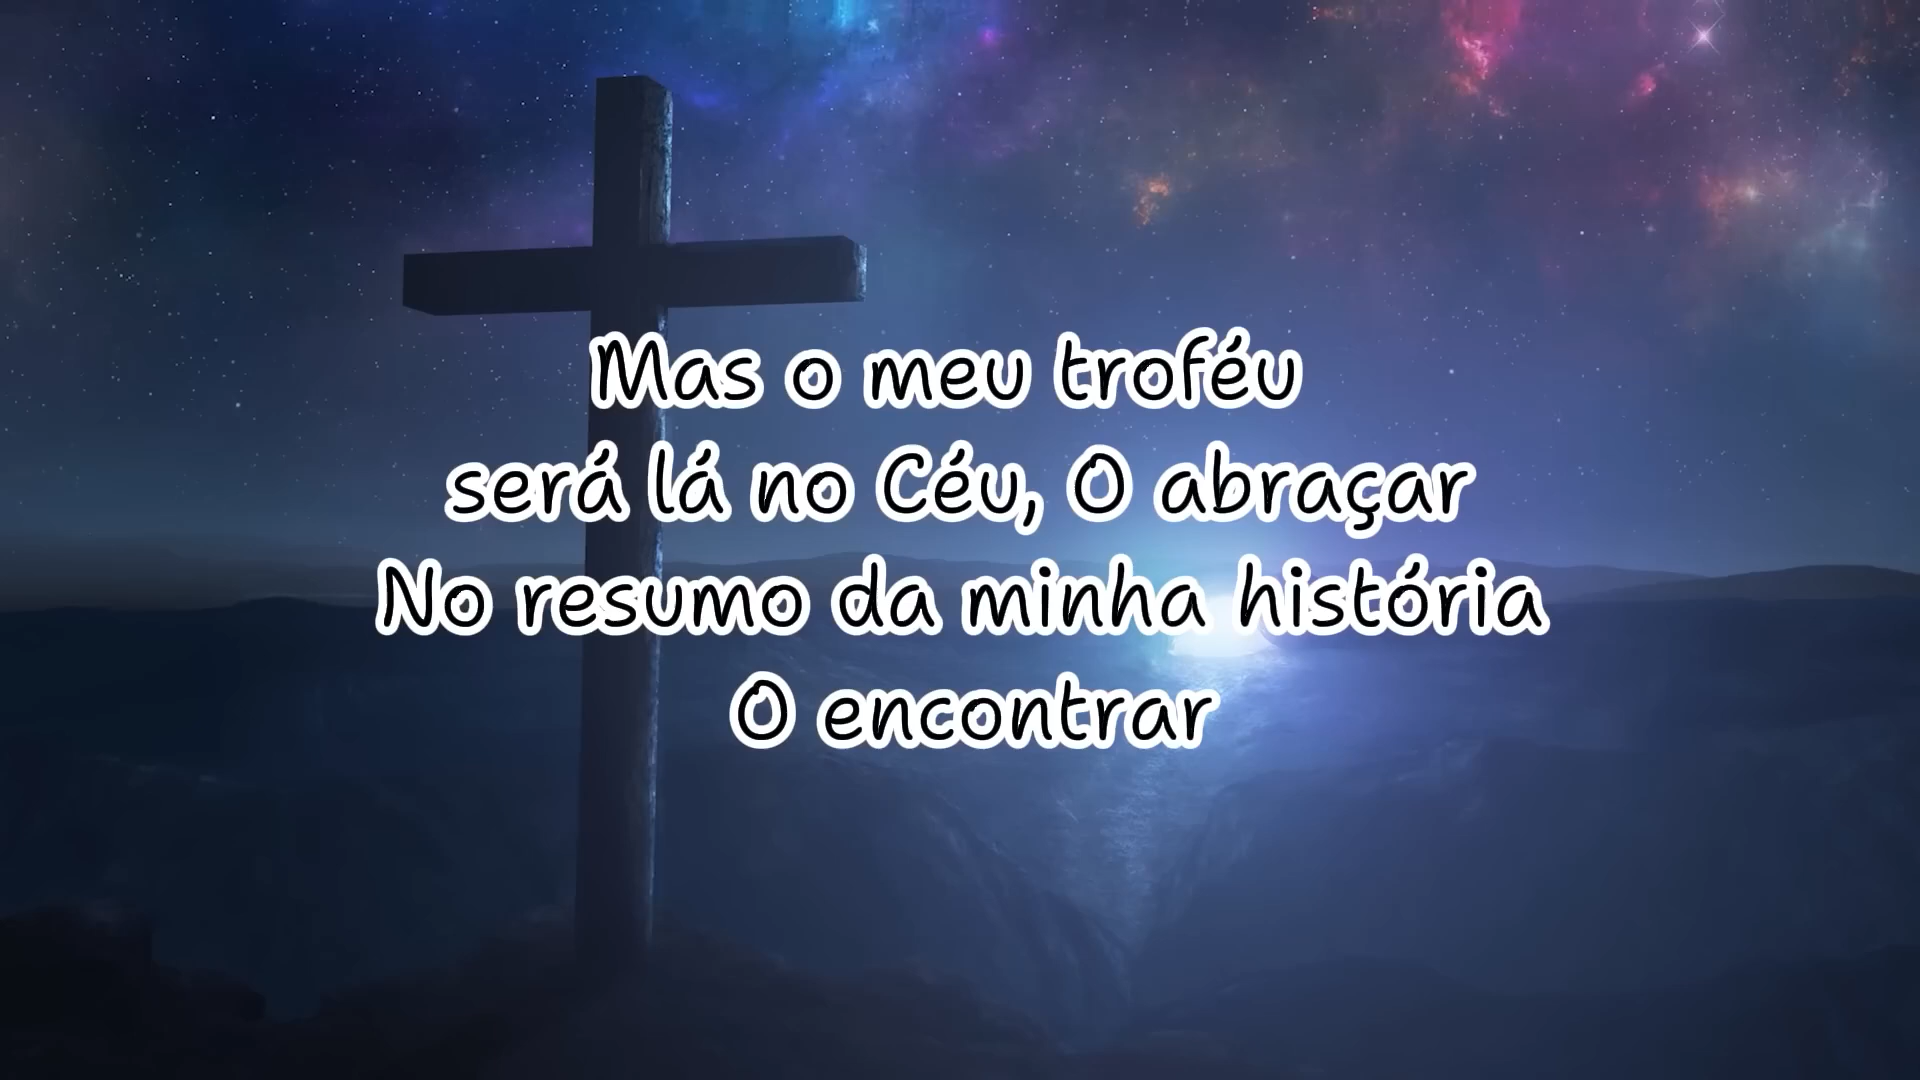 Mas o meu troféu
será lá no Céu, O abraçar
No resumo da minha história
O encontrar